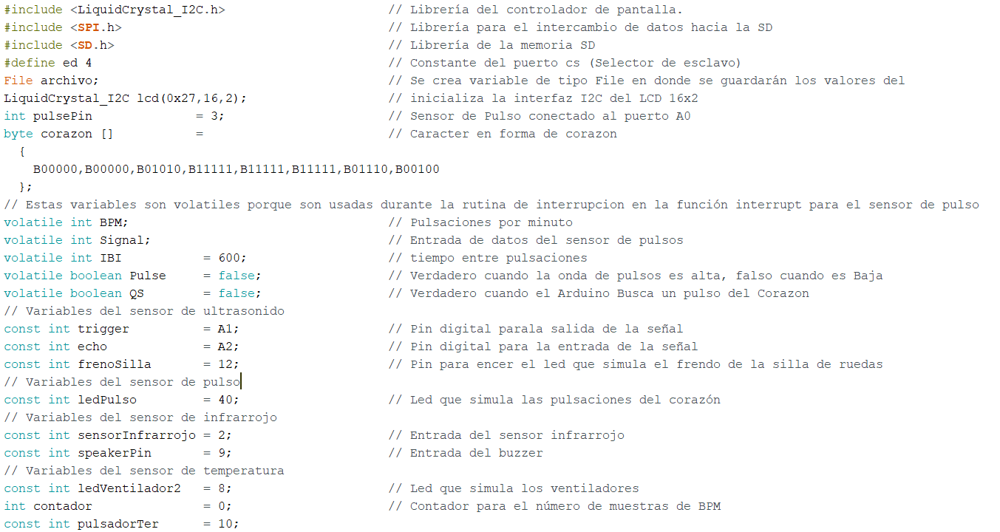 #include <LiquidCrystal_I2C.h> // Librería del controlador de pantalla.
#include <SPI.h> // Librería para el intercambio de datos hacia la SD
#include <SD.h> // Librería de la memoria SD
#define ed 4 // Constante del puerto cs (Selector de esclavo)
File archivo; // Se crea variable de tipo File en donde se guardarán los valores del
LiquidCrystal_I2C lcd(0x27,16,2); // inicializa la interfaz I2C del LCD 16x2
int pulsePin = 3; // Sensor de Pulso conectado al puerto A0
byte corazon [] = // Caracter en forma de corazon
{
B00000,B00000,B01010,B11111,B11111,B11111,B01110,B00100
};
// Estas variables son volatiles porque son usadas durante la rutina de interrupcion en la función interrupt para el sensor de pulso
volatile int BPM; // Pulsaciones por minuto
volatile int Signal; // Entrada de datos del sensor de pulsos
volatile int IBI = 600; // tiempo entre pulsaciones
volatile boolean Pulse = false; // Verdadero cuando la onda de pulsos es alta, falso cuando es Baja
volatile boolean QS = false; // Verdadero cuando el Arduino Busca un pulso del Corazon
// Variables del sensor de ultrasonido
const int trigger = A1; // Pin digital parala salida de la señal
const int echo = A2; // Pin digital para la entrada de la señal
const int frenoSilla = 12; // Pin para encer el led que simula el frendo de la silla de ruedas
// Variables del sensor de pulso
const int ledPulso = 40; // Led que simula las pulsaciones del corazón
// Variables del sensor de infrarrojo
const int sensorInfrarrojo = 2; // Entrada del sensor infrarrojo
const int speakerPin = 9; // Entrada del buzzer
// Variables del sensor de temperatura
const int ledVentilador2 = 8; // Led que simula los ventiladores
int contador = 0; // Contador para el número de muestras de BPM
const int pulsadorTer = 10;